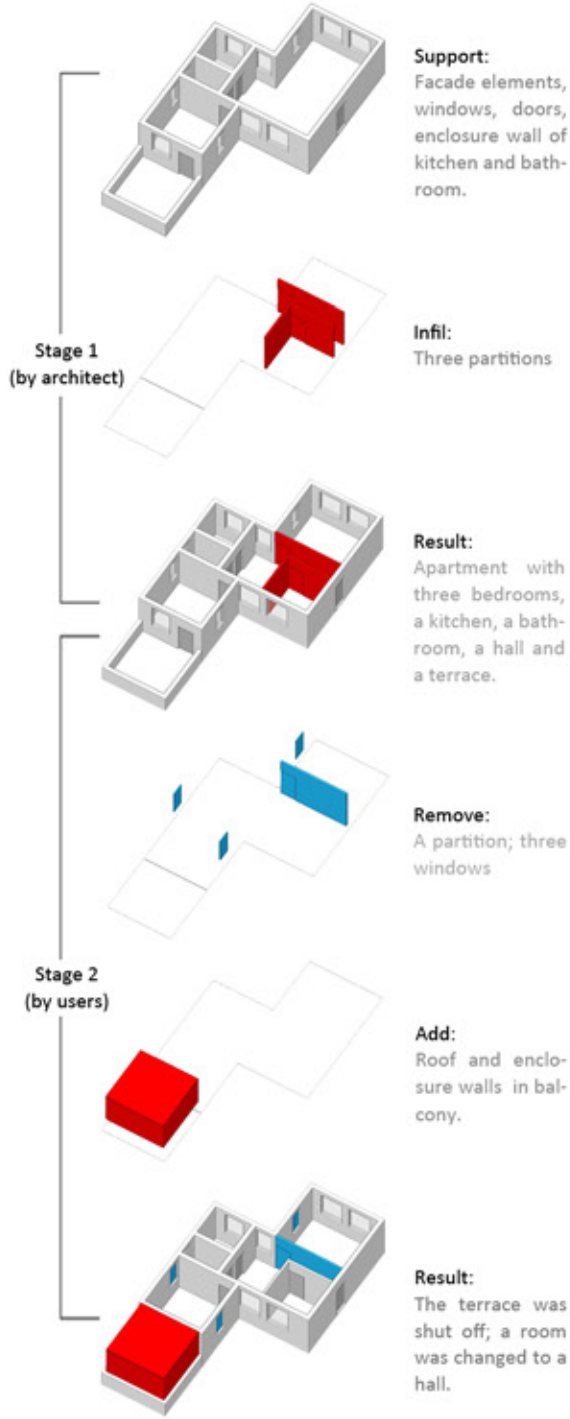 Support:
Facade elements,
windows, doors,
enclosure wall of
kitchen and bath-
room.
Infil:
Three partitions
Stage 1
(by architect)
Result:
Apartment with
three bedrooms,
a kitchen, a bath-
room, a hall and
a terrace.
Remove:
A partition; three
windows
Stage 2
(by users)
Add:
Roof and enclo-
sure walls in bal-
cony.
Result:
The terrace was
shut off; a room
was changed to a
hall.